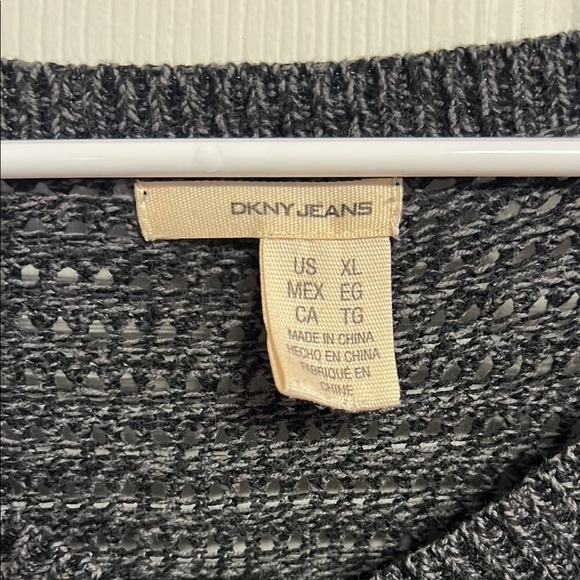 DKNY JEANS
US XL
MEX EG
CA TG
MADE IN CHINA
HECHO EN CHINA
FABRIQUÉ EN
CHINE